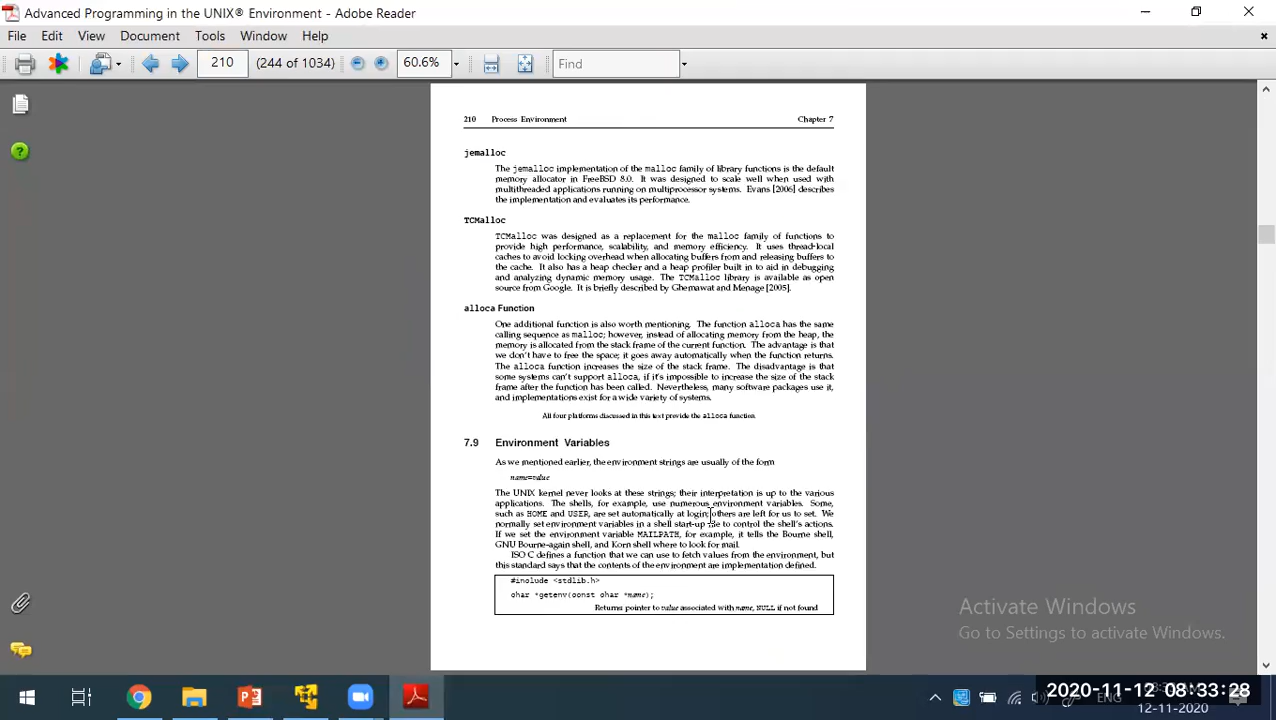 Advanced Programming in the UNIX® Environment - Adobe Reader
File Edit View Document Tools Window Help
210 (244 of 1034) 60.6% Find
210 Process Environment Chapter 7
jemalloc
The jemalloc implementation of the malloc family of library functions is the default
memory allocator in FreeBSD 8.0. It was designed to scale well when used with
multithreaded applications running on multiprocessor systems. Evans [2006] describes
the implementation and evaluates its performance.
TCMalloc
TCMalloc was designed as a replacement for the malloc family of functions to
provide high performance, scalability, and memory efficiency. It uses thread-local
caches to avoid locking overhead when allocating buffers from and releasing buffers to
the cache. It also has a heap checker and a heap profiler built in to aid in debugging
and analyzing dynamic memory usage. The TCMalloc library is available as open
source from Google. It is briefly described by Ghemawat and Menage [2005].
alloca Function
One additional function is also worth mentioning. The function alloca has the same
calling sequence as malloc; however, instead of allocating memory from the heap, the
memory is allocated from the stack frame of the current function. The advantage is that
we don't have to free the space; it goes away automatically when the function returns.
The alloca function increases the size of the stack frame. The disadvantage is that
some systems can't support alloca, if it's impossible to increase the size of the stack
frame after the function has been called. Nevertheless, many software packages use it,
and implementations exist for a wide variety of systems.
All four platforms discussed in this text provide the alloca function.
7.9 Environment Variables
As we mentioned earlier, the environment strings are usually of the form
name=value
The UNIX kernel never looks at these strings; their interpretation is up to the various
applications. The shells, for example, use numerous environment variables. Some,
such as HOME and USER, are set automatically at login; others are left for us to set. We
normally set environment variables in a shell start-up file to control the shell's actions.
If we set the environment variable MAILPATH, for example, it tells the Bourne shell,
GNU Bourne-again shell, and Korn shell where to look for mail.
ISO C defines a function that we can use to fetch values from the environment, but
this standard says that the contents of the environment are implementation defined.
#include <stdlib.h>
char *getenv(const char *name);
Returns pointer to value associated with name, NULL if not found
Activate Windows
Go to Settings to activate Windows.
ENG
2020-11-12 08:33:28
12-11-2020